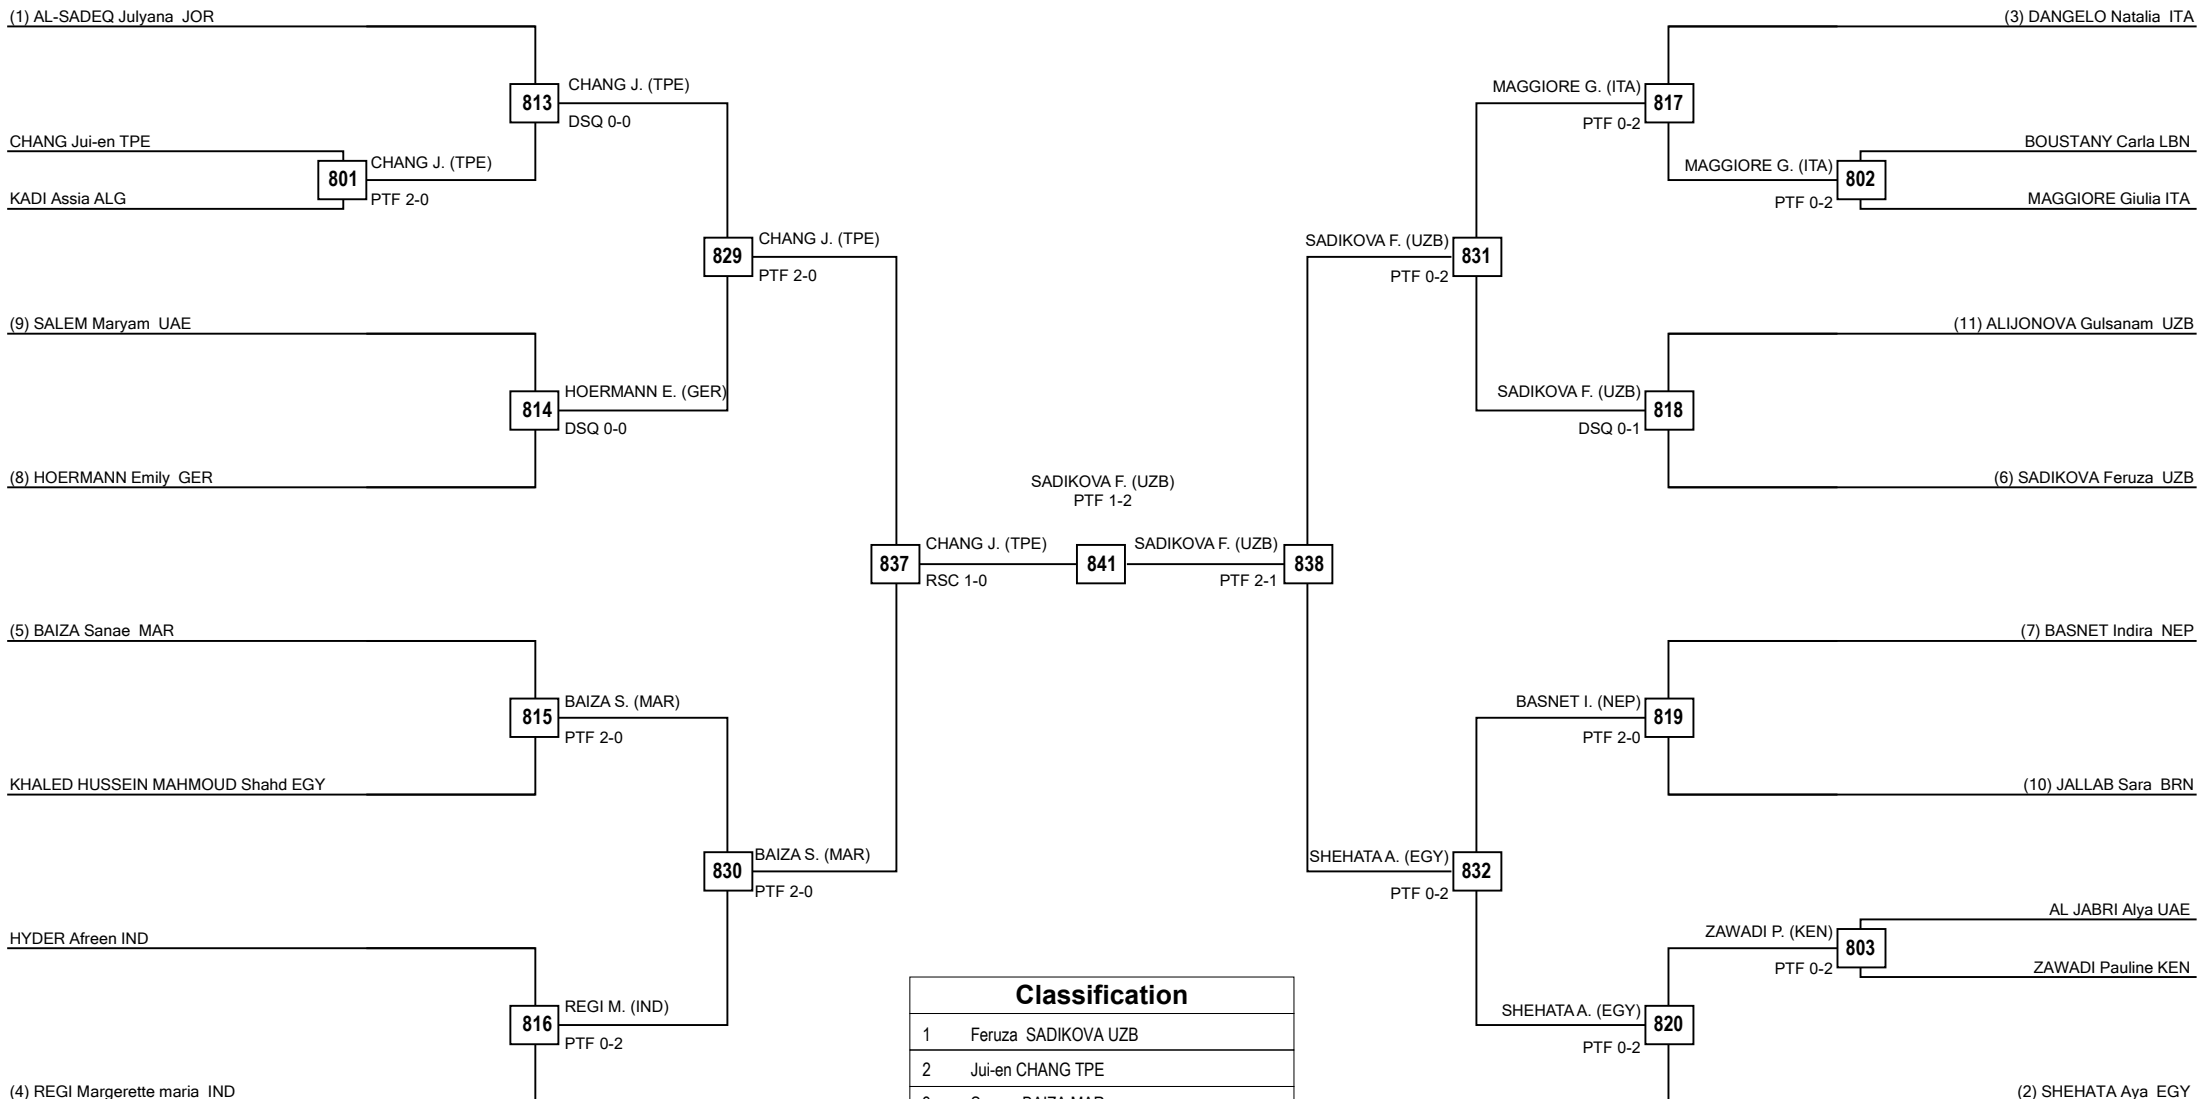 (1) AL-SADEQ Julyana JOR
813
CHANG J. (TPE)
DSQ 0-0
CHANG Jui-en TPE
801
CHANG J. (TPE)
PTF 2-0
KADI Assia ALG
829
CHANG J. (TPE)
PTF 2-0
(9) SALEM Maryam UAE
814
HOERMANN E. (GER)
DSQ 0-0
(8) HOERMANN Emily GER
837
CHANG J. (TPE)
RSC 1-0
(5) BAIZA Sanae MAR
815
BAIZA S. (MAR)
PTF 2-0
KHALED HUSSEIN MAHMOUD Shahd EGY
830
BAIZA S. (MAR)
PTF 2-0
HYDER Afreen IND
816
REGI M. (IND)
PTF 0-2
(4) REGI Margerette maria IND
SADIKOVA F. (UZB)
PTF 1-2
841
(3) DANGELO Natalia ITA
MAGGIORE G. (ITA)
817
PTF 0-2
BOUSTANY Carla LBN
MAGGIORE G. (ITA)
802
PTF 0-2
MAGGIORE Giulia ITA
SADIKOVA F. (UZB)
831
PTF 0-2
(11) ALIJONOVA Gulsanam UZB
SADIKOVA F. (UZB)
818
DSQ 0-1
(6) SADIKOVA Feruza UZB
SADIKOVA F. (UZB)
838
PTF 2-1
(7) BASNET Indira NEP
BASNET I. (NEP)
819
PTF 2-0
(10) JALLAB Sara BRN
SHEHATA A. (EGY)
832
PTF 0-2
AL JABRI Alya UAE
ZAWADI P. (KEN)
803
PTF 0-2
ZAWADI Pauline KEN
SHEHATA A. (EGY)
820
PTF 0-2
(2) SHEHATA Aya EGY
Classification
1 Feruza SADIKOVA UZB
2 Jui-en CHANG TPE